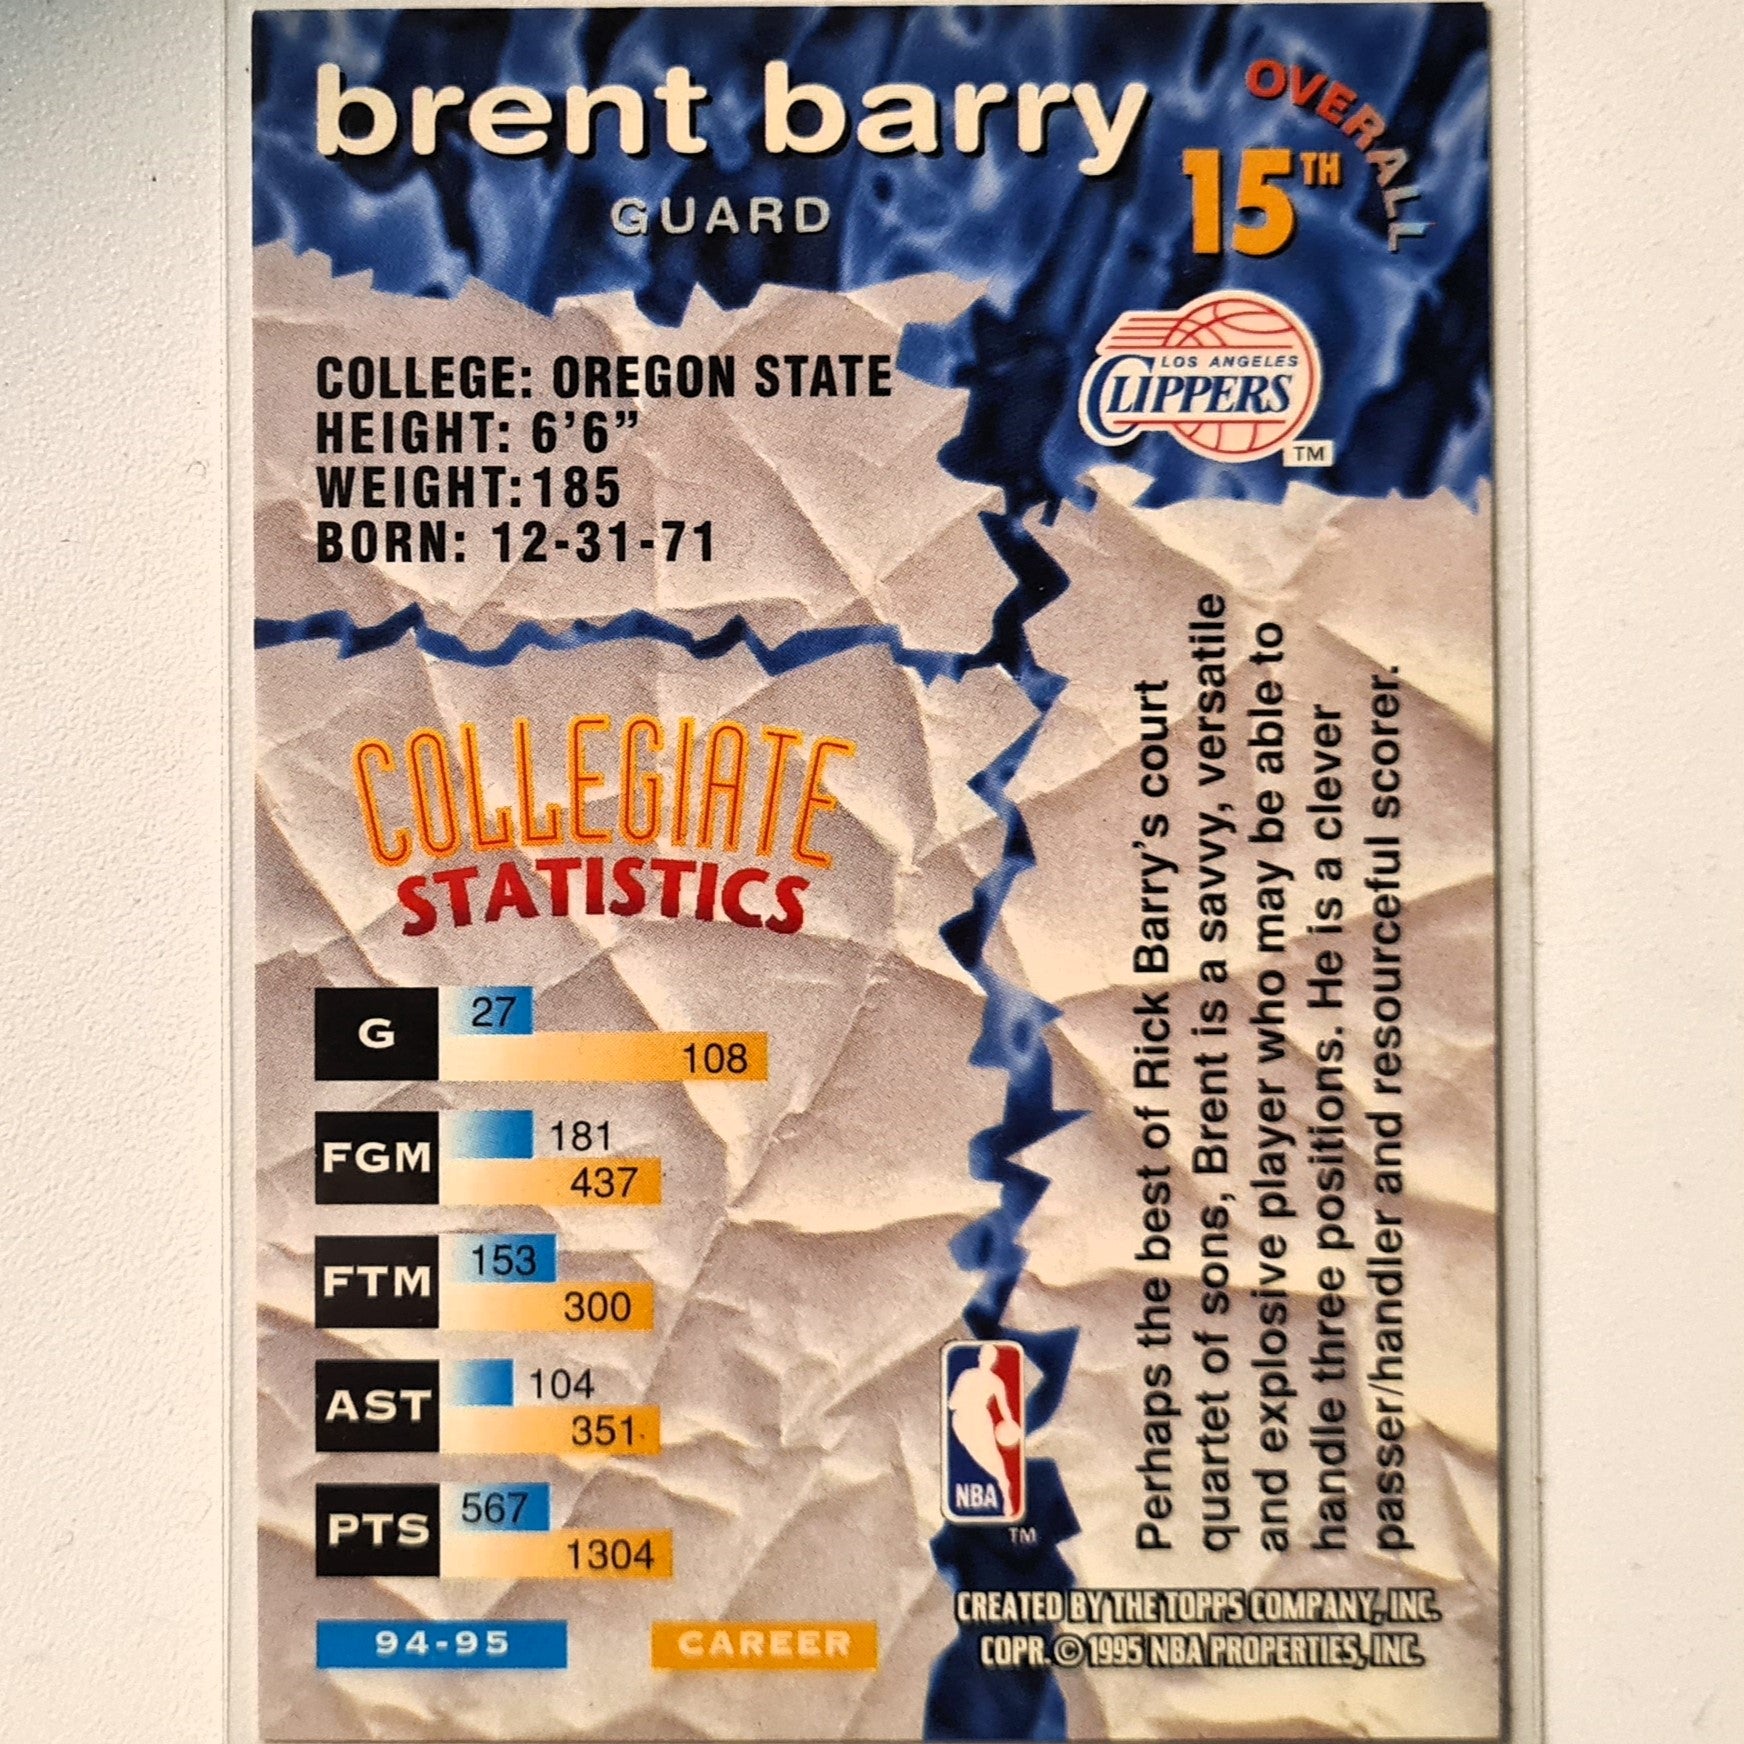 brent barry
GUARD
OVERALL
15TH
LOS ANGELES
CLIPPERS
TM
COLLEGE: OREGON STATE
HEIGHT: 6’6”
WEIGHT: 185
BORN: 12-31-71
COLLEGIATE
STATISTICS
G 27
108
FGM 181
437
FTM 153
300
AST 104
351
PTS 567
1304
94-95 CAREER
Perhaps the best of Rick Barry’s court
quartet of sons, Brent is a savvy, versatile
and explosive player who may be able to
handle three positions. He is a clever
passer/handler and resourceful scorer.
NBA
TM
CREATED BY THE TOPPS COMPANY, INC.
COPR. © 1995 NBA PROPERTIES, INC.